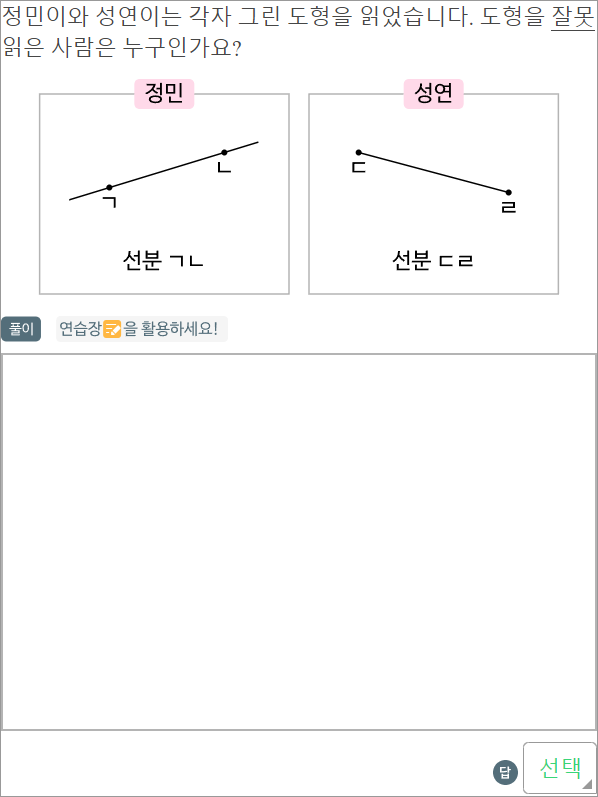 정민이와 성연이는 각자 그린 도형을 읽었습니다. 도형을 잘못
읽은 사람은 누구인가요?
정민
성연
ㄱ
ㄴ
ㄷ
ㄹ
선분 ㄱㄴ
선분 ㄷㄹ
풀이 연습장을 활용하세요!
답 선택